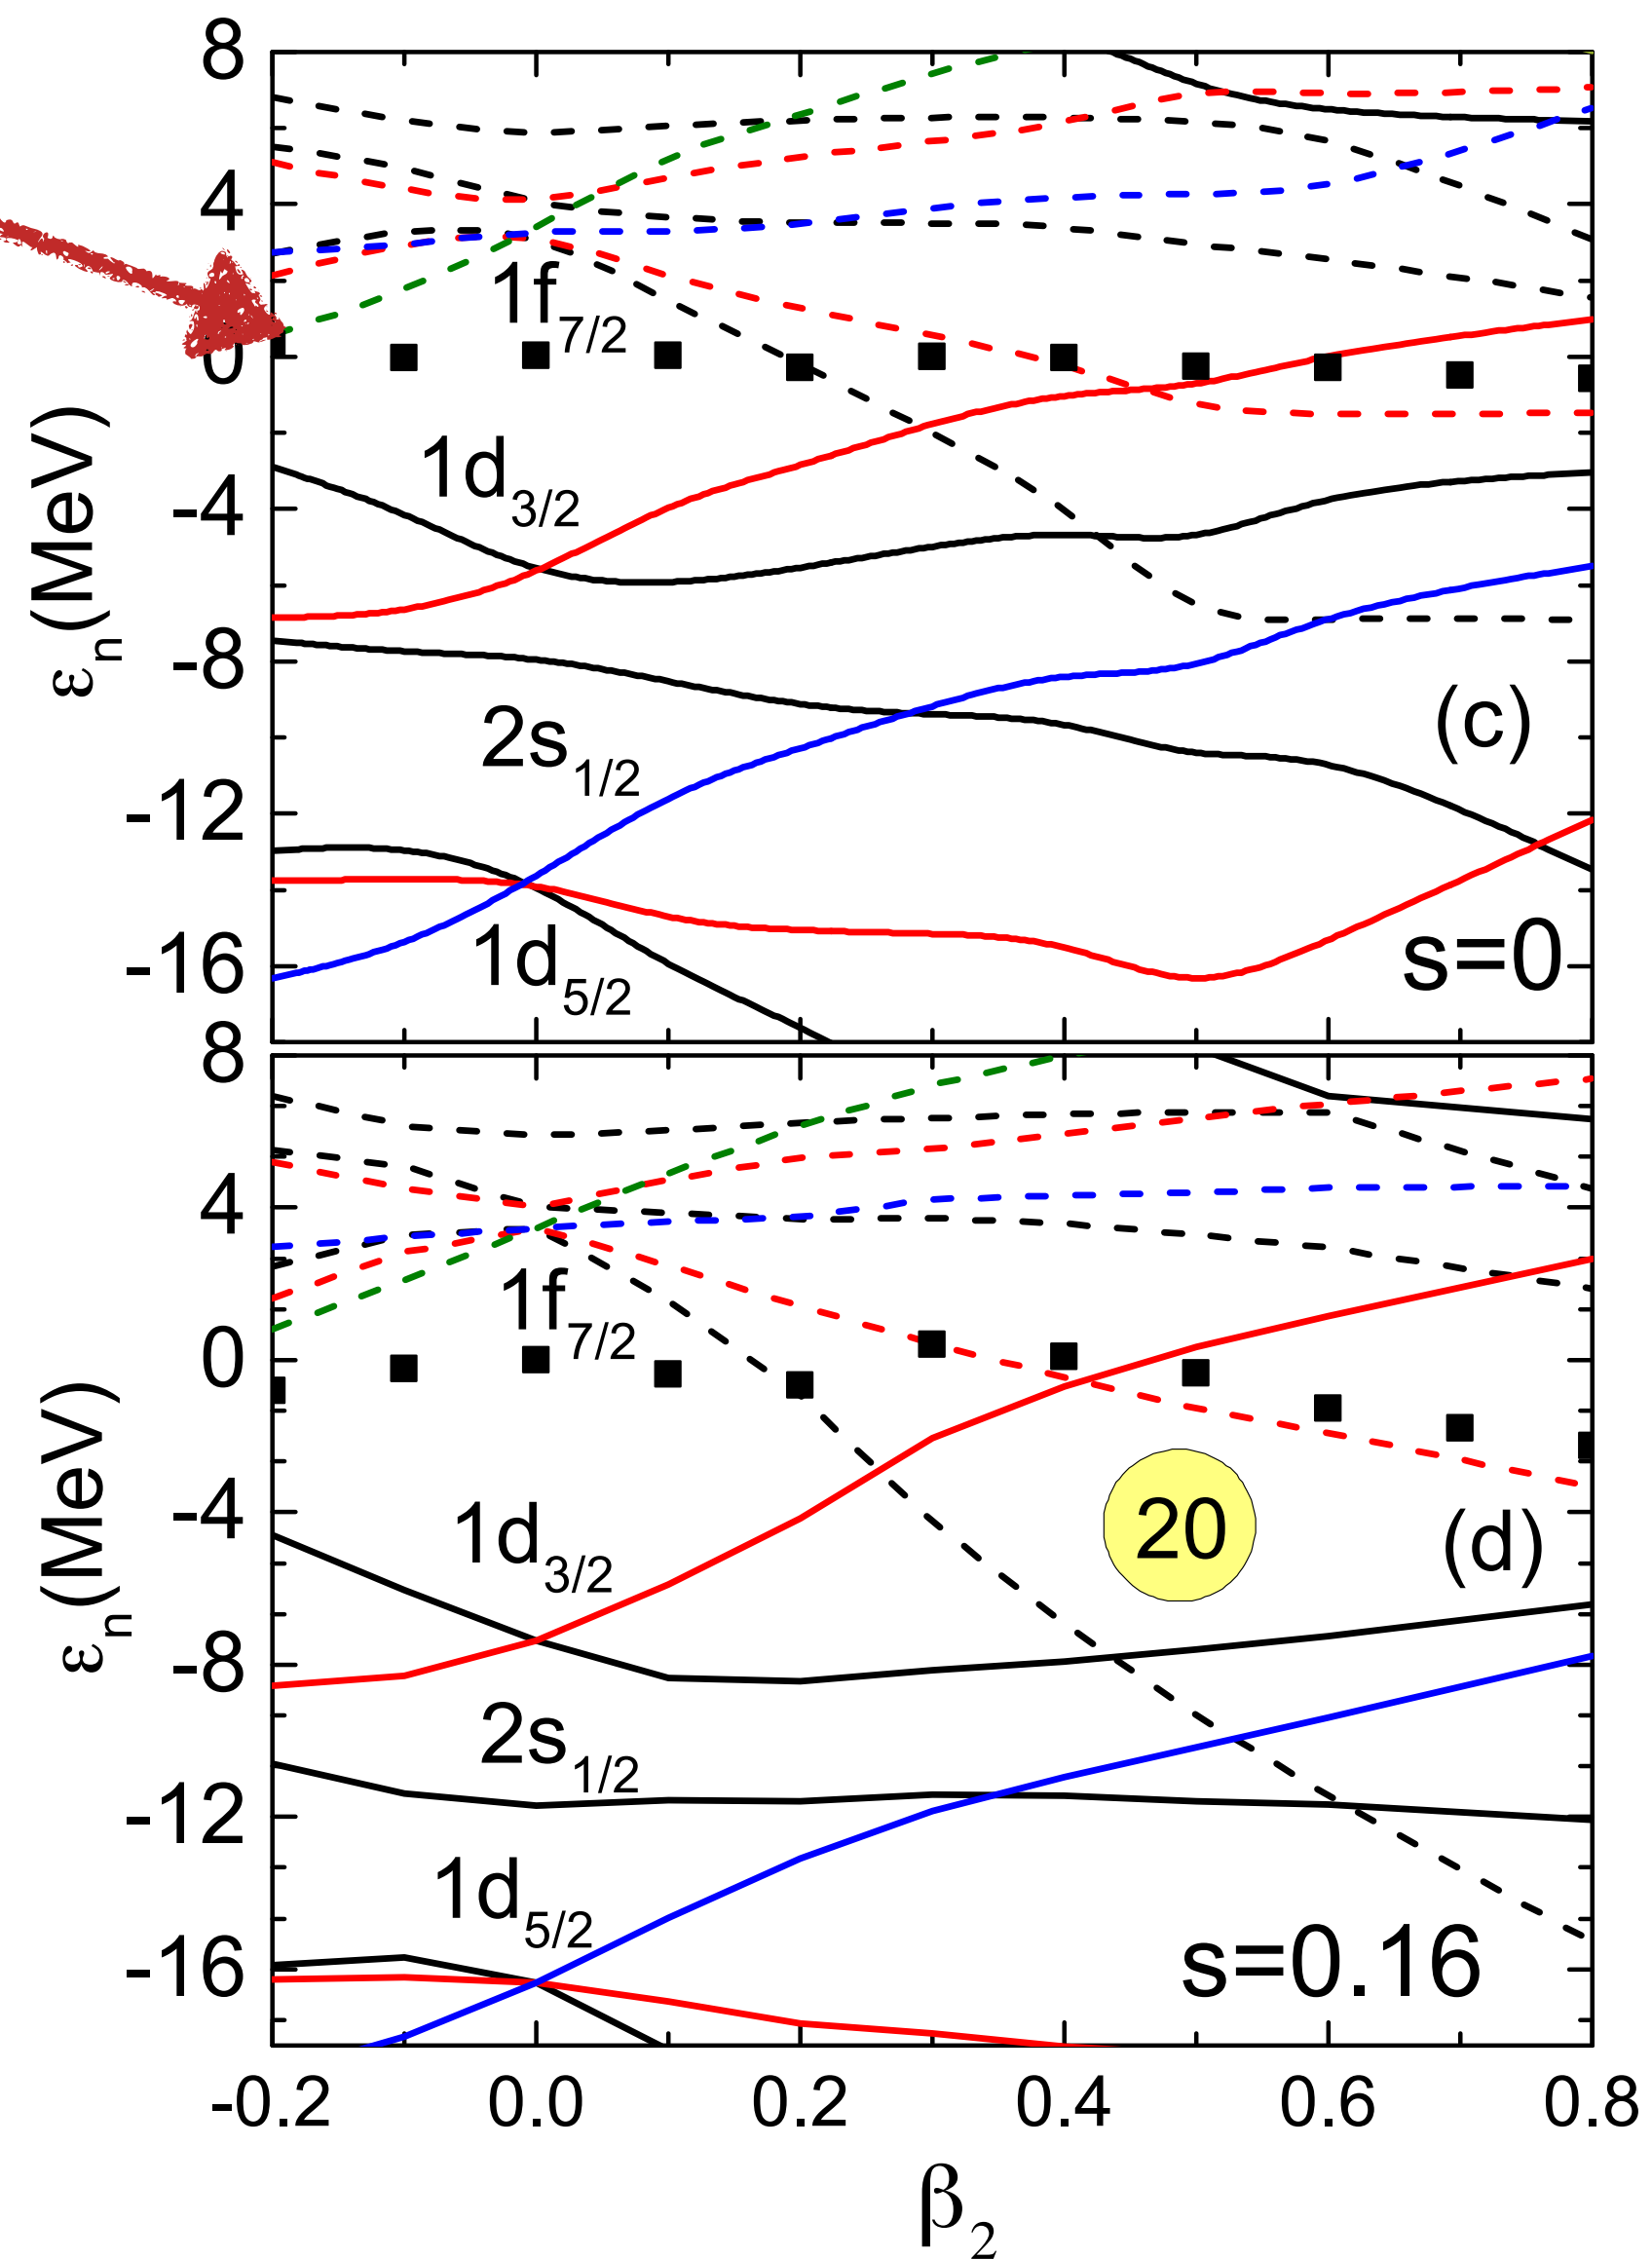 8
4
0
-4
-8
-12
-16
εn(MeV)
1f7/2
1d3/2
2s1/2
1d5/2
(c)
s=0
8
4
0
-4
-8
-12
-16
εn(MeV)
1f7/2
1d3/2
20
(d)
2s1/2
1d5/2
s=0.16
-0.2 0.0 0.2 0.4 0.6 0.8
β2